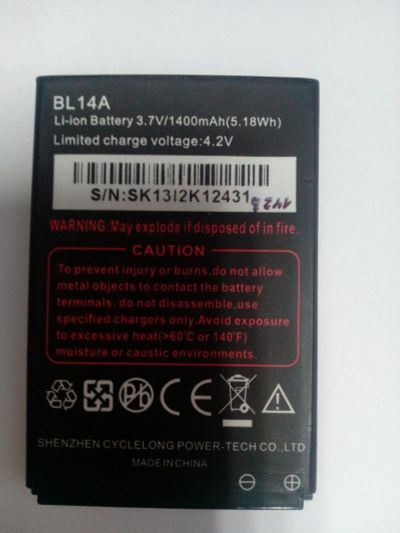 BL14A
Li-ion Battery 3.7V/1400mAh(5.18Wh)
Limited charge voltage:4.2V
S/N:SK13I2K12431
WARNING:May explode if disposed of in fire.
CAUTION
To prevent injury or burns,do not allow
metal objects to contact the battery
terminals, do not disassemble,use
specified chargers only.Avoid exposure
to excessive heat(>60°C or 140°F)
moisture or caustic environments.
Pb
CE
SHENZHEN CYCLELONG POWER-TECH CO.,LTD
MADE IN CHINA